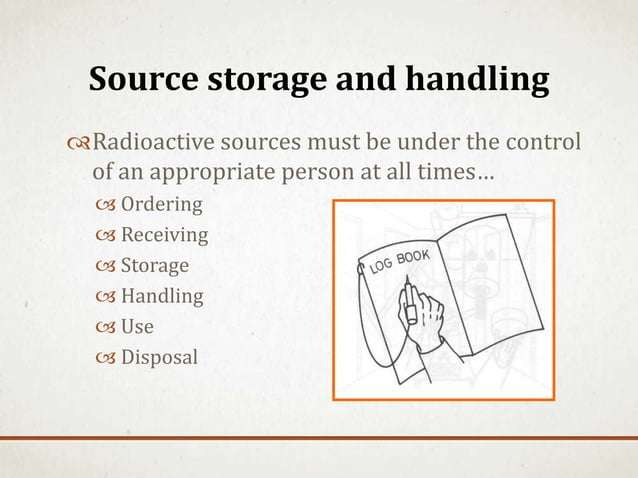 Source storage and handling
Radioactive sources must be under the control
of an appropriate person at all times…
Ordering
Receiving
Storage
Handling
Use
Disposal
LOG BOOK